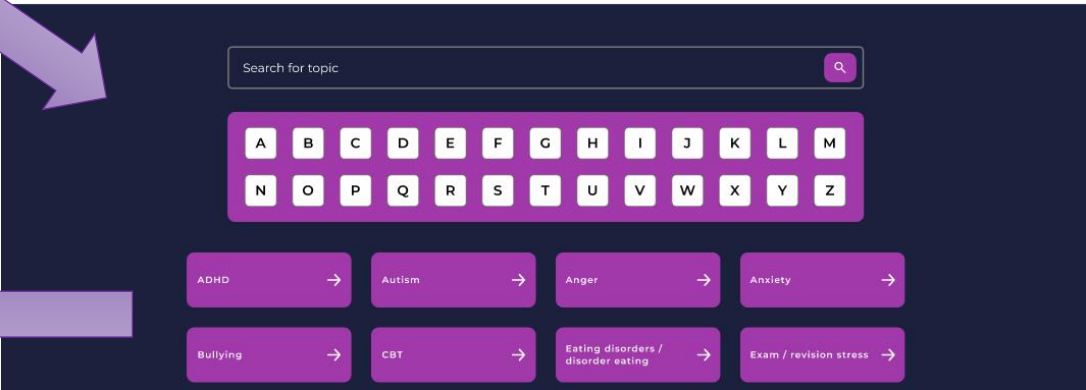 Search for topic
A B C D E F G H I J K L M
N O P Q R S T U V W X Y Z
ADHD
Autism
Anger
Anxiety
Bullying
CBT
Eating disorders /
disorder eating
Exam / revision stress